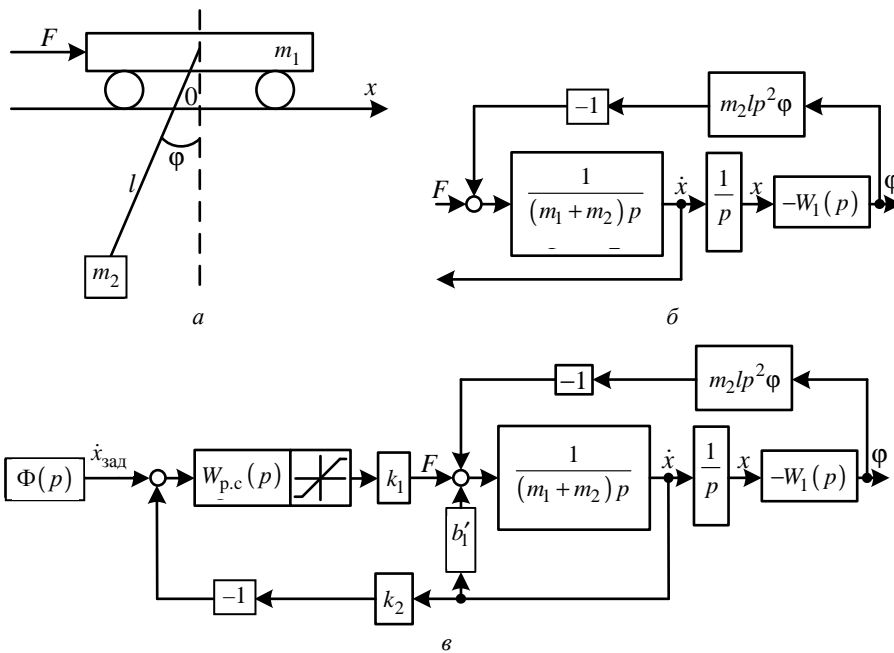 F
m₁
0
x
φ
l
m₂
а
-1
m₂lp²φ
F
1
(m₁ + m₂) p
ẋ
1
p
x
-W₁(p)
φ
б
-1
m₂lp²φ
Φ(p)
ẋзад
Wр.с(p)
k₁
F
1
(m₁ + m₂) p
ẋ
1
p
x
-W₁(p)
φ
b₁′
-1
k₂
в